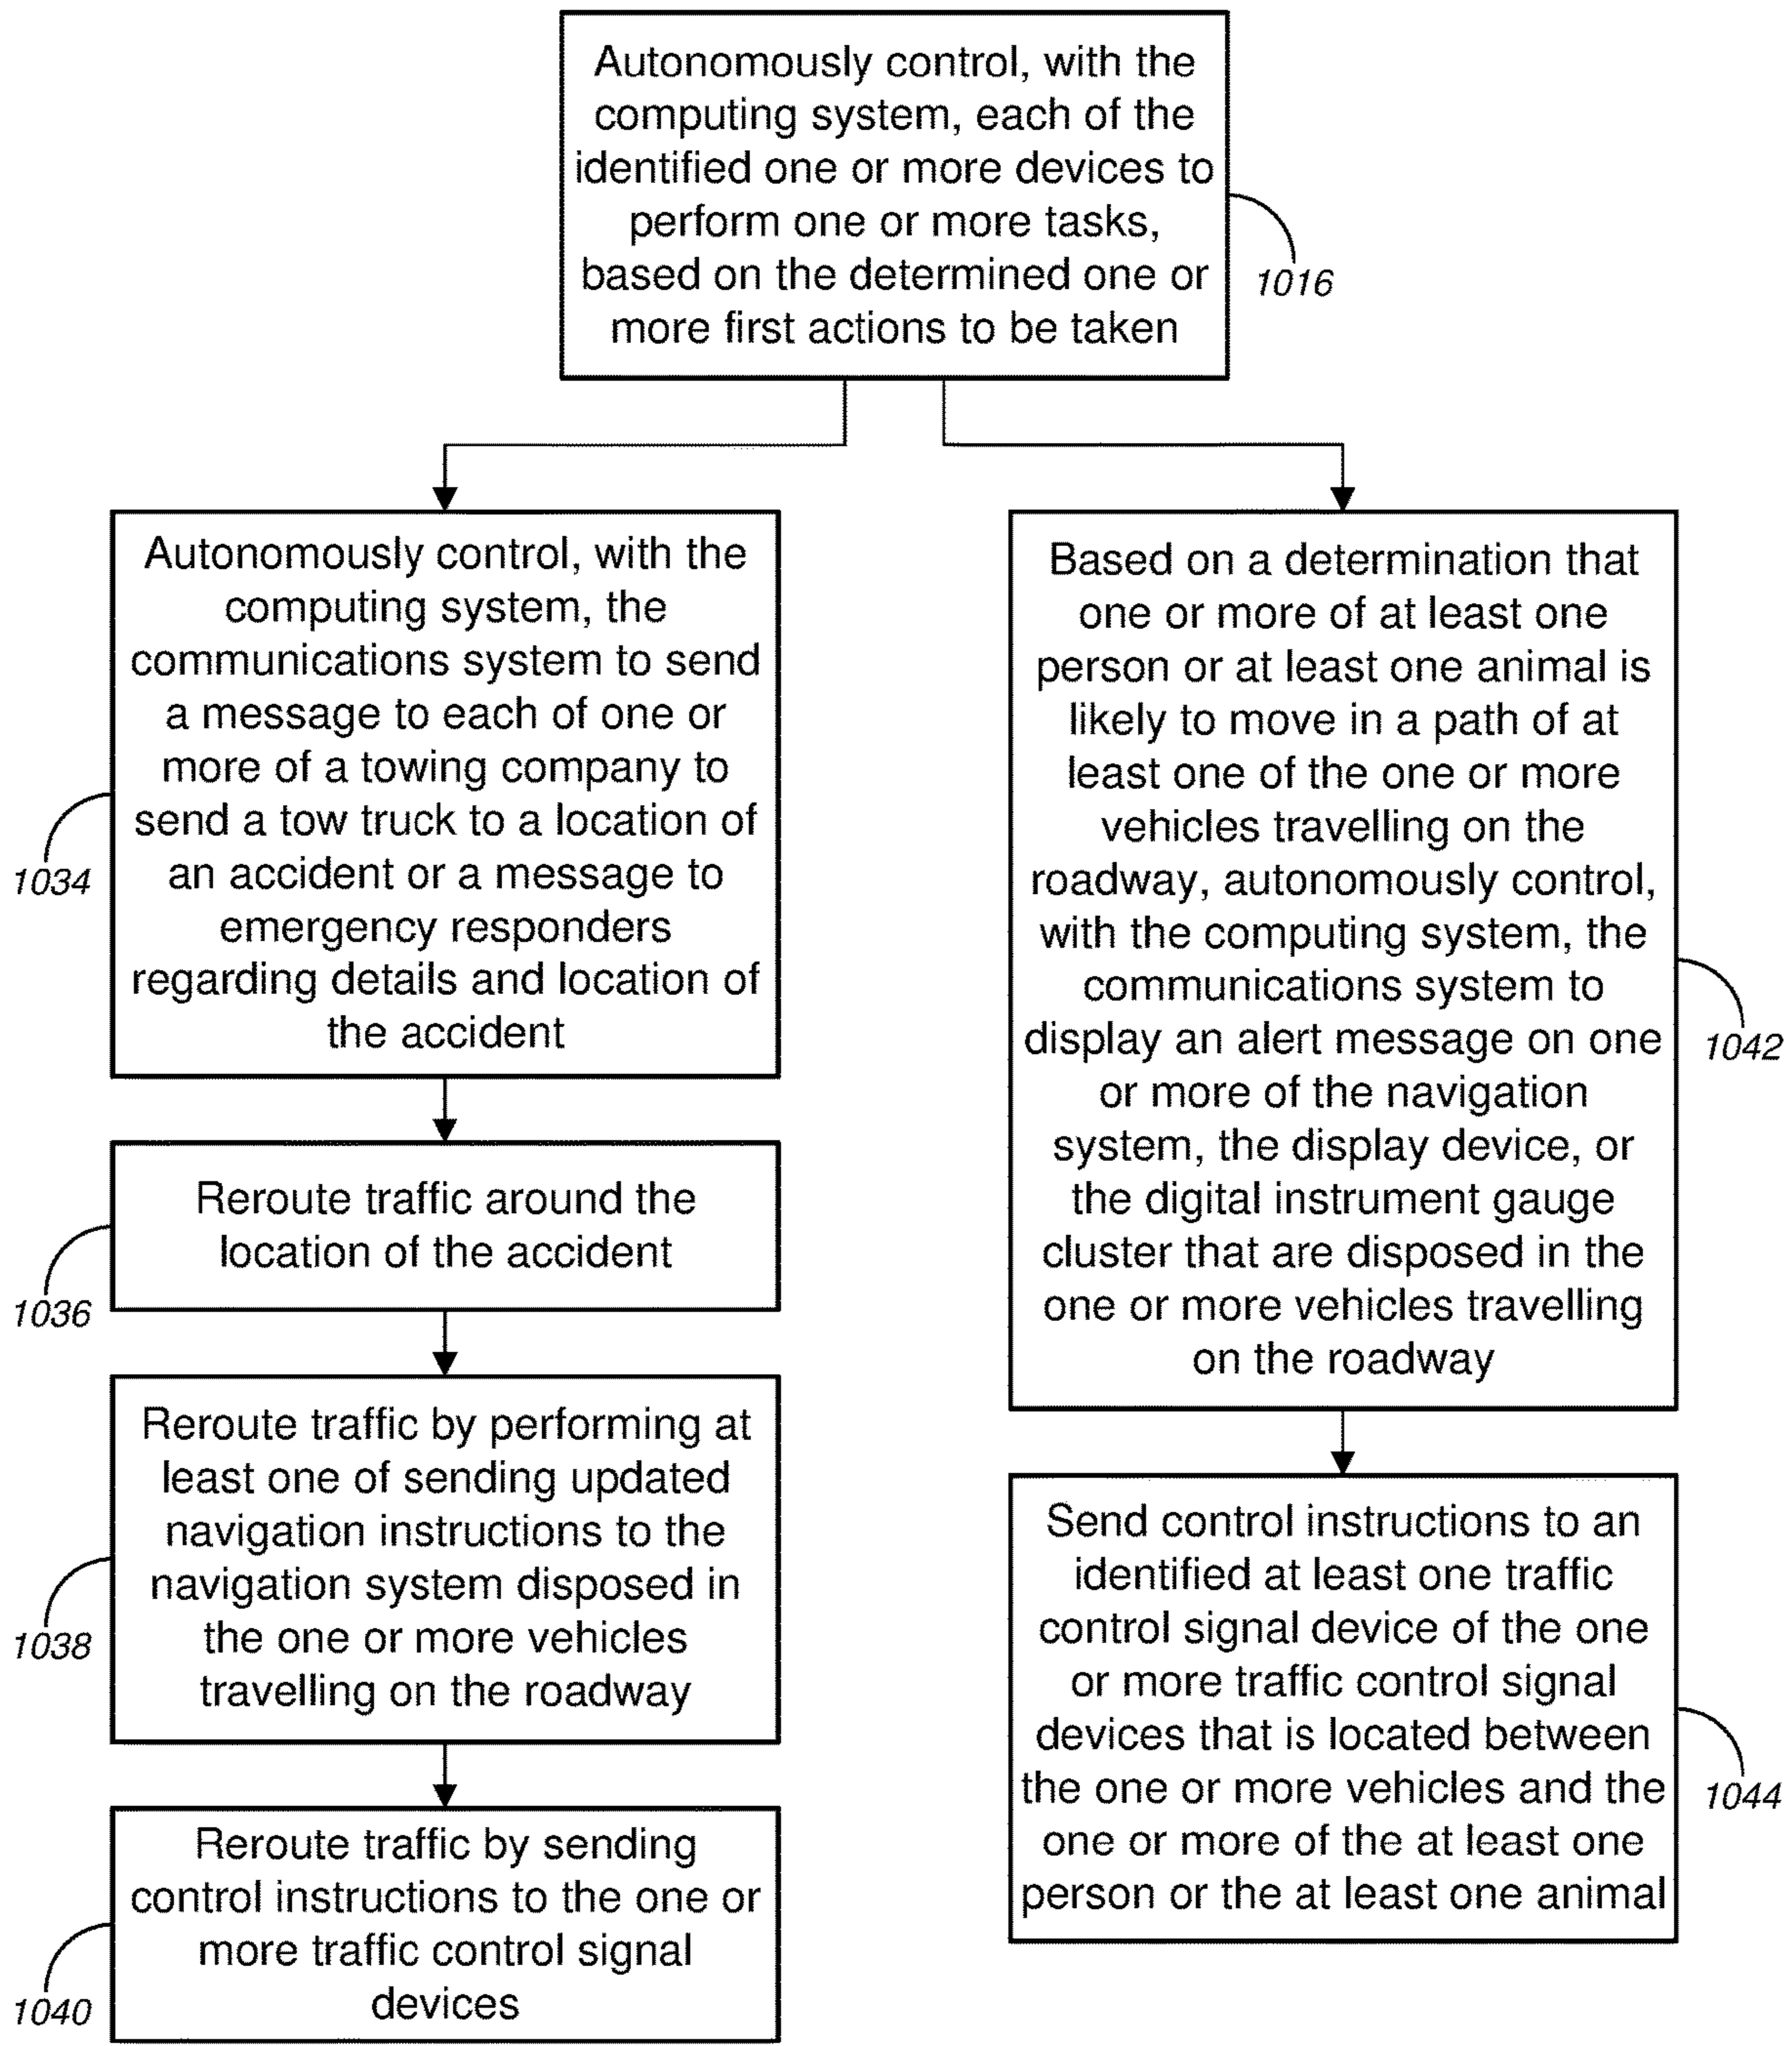 Autonomously control, with the
computing system, each of the
identified one or more devices to
perform one or more tasks,
based on the determined one or
more first actions to be taken
1016
Autonomously control, with the
computing system, the
communications system to send
a message to each of one or
more of a towing company to
send a tow truck to a location of
an accident or a message to
emergency responders
regarding details and location of
the accident
1034
Reroute traffic around the
location of the accident
1036
Reroute traffic by performing at
least one of sending updated
navigation instructions to the
navigation system disposed in
the one or more vehicles
travelling on the roadway
1038
Reroute traffic by sending
control instructions to the one or
more traffic control signal
devices
1040
Based on a determination that
one or more of at least one
person or at least one animal is
likely to move in a path of at
least one of the one or more
vehicles travelling on the
roadway, autonomously control,
with the computing system, the
communications system to
display an alert message on one
or more of the navigation
system, the display device, or
the digital instrument gauge
cluster that are disposed in the
one or more vehicles travelling
on the roadway
1042
Send control instructions to an
identified at least one traffic
control signal device of the one
or more traffic control signal
devices that is located between
the one or more vehicles and the
one or more of the at least one
person or the at least one animal
1044